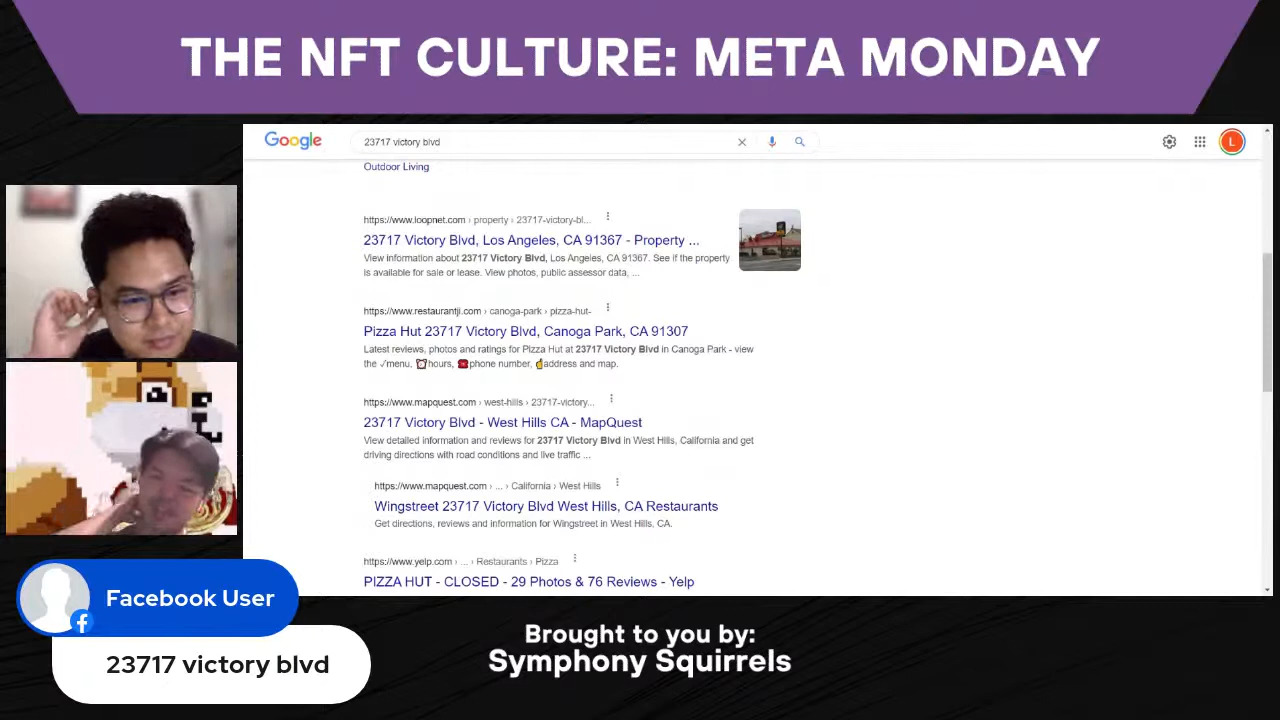 THE NFT CULTURE: META MONDAY
Google
23717 victory blvd
L
Outdoor Living
https://www.loopnet.com › property › 23717-victory-bl...
23717 Victory Blvd, Los Angeles, CA 91367 - Property ...
View information about 23717 Victory Blvd, Los Angeles, CA 91367. See if the property
is available for sale or lease. View photos, public assessor data, ...
https://www.restaurantji.com › canoga-park › pizza-hut-
Pizza Hut 23717 Victory Blvd, Canoga Park, CA 91307
Latest reviews, photos and ratings for Pizza Hut at 23717 Victory Blvd in Canoga Park - view
the ✓menu, ⏰hours, ☎️phone number, ☝address and map.
https://www.mapquest.com › west-hills › 23717-victory...
23717 Victory Blvd - West Hills CA - MapQuest
View detailed information and reviews for 23717 Victory Blvd in West Hills, California and get
driving directions with road conditions and live traffic ...
https://www.mapquest.com › ... › California › West Hills
Wingstreet 23717 Victory Blvd West Hills, CA Restaurants
Get directions, reviews and information for Wingstreet in West Hills, CA.
https://www.yelp.com › ... › Restaurants › Pizza
PIZZA HUT - CLOSED - 29 Photos & 76 Reviews - Yelp
Facebook User
23717 victory blvd
Brought to you by:
Symphony Squirrels